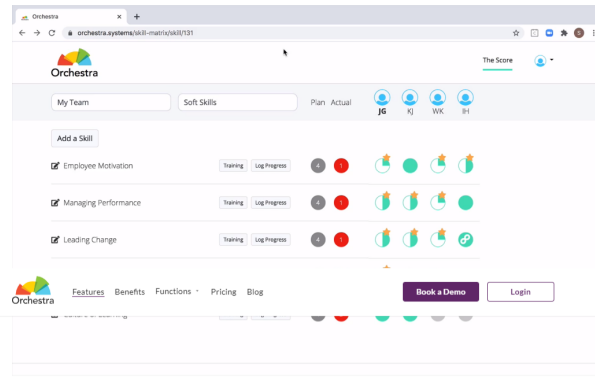 Orchestra
orchestra.systems/skill-matrix/skill/131
S
Orchestra
The Score
My Team
Soft Skills
Plan Actual
JG KJ WK IH
Add a Skill
Employee Motivation Training Log Progress 4 1
Managing Performance Training Log Progress 4 1
Leading Change Training Log Progress 4 1
Orchestra
Features Benefits Functions Pricing Blog
Book a Demo
Login